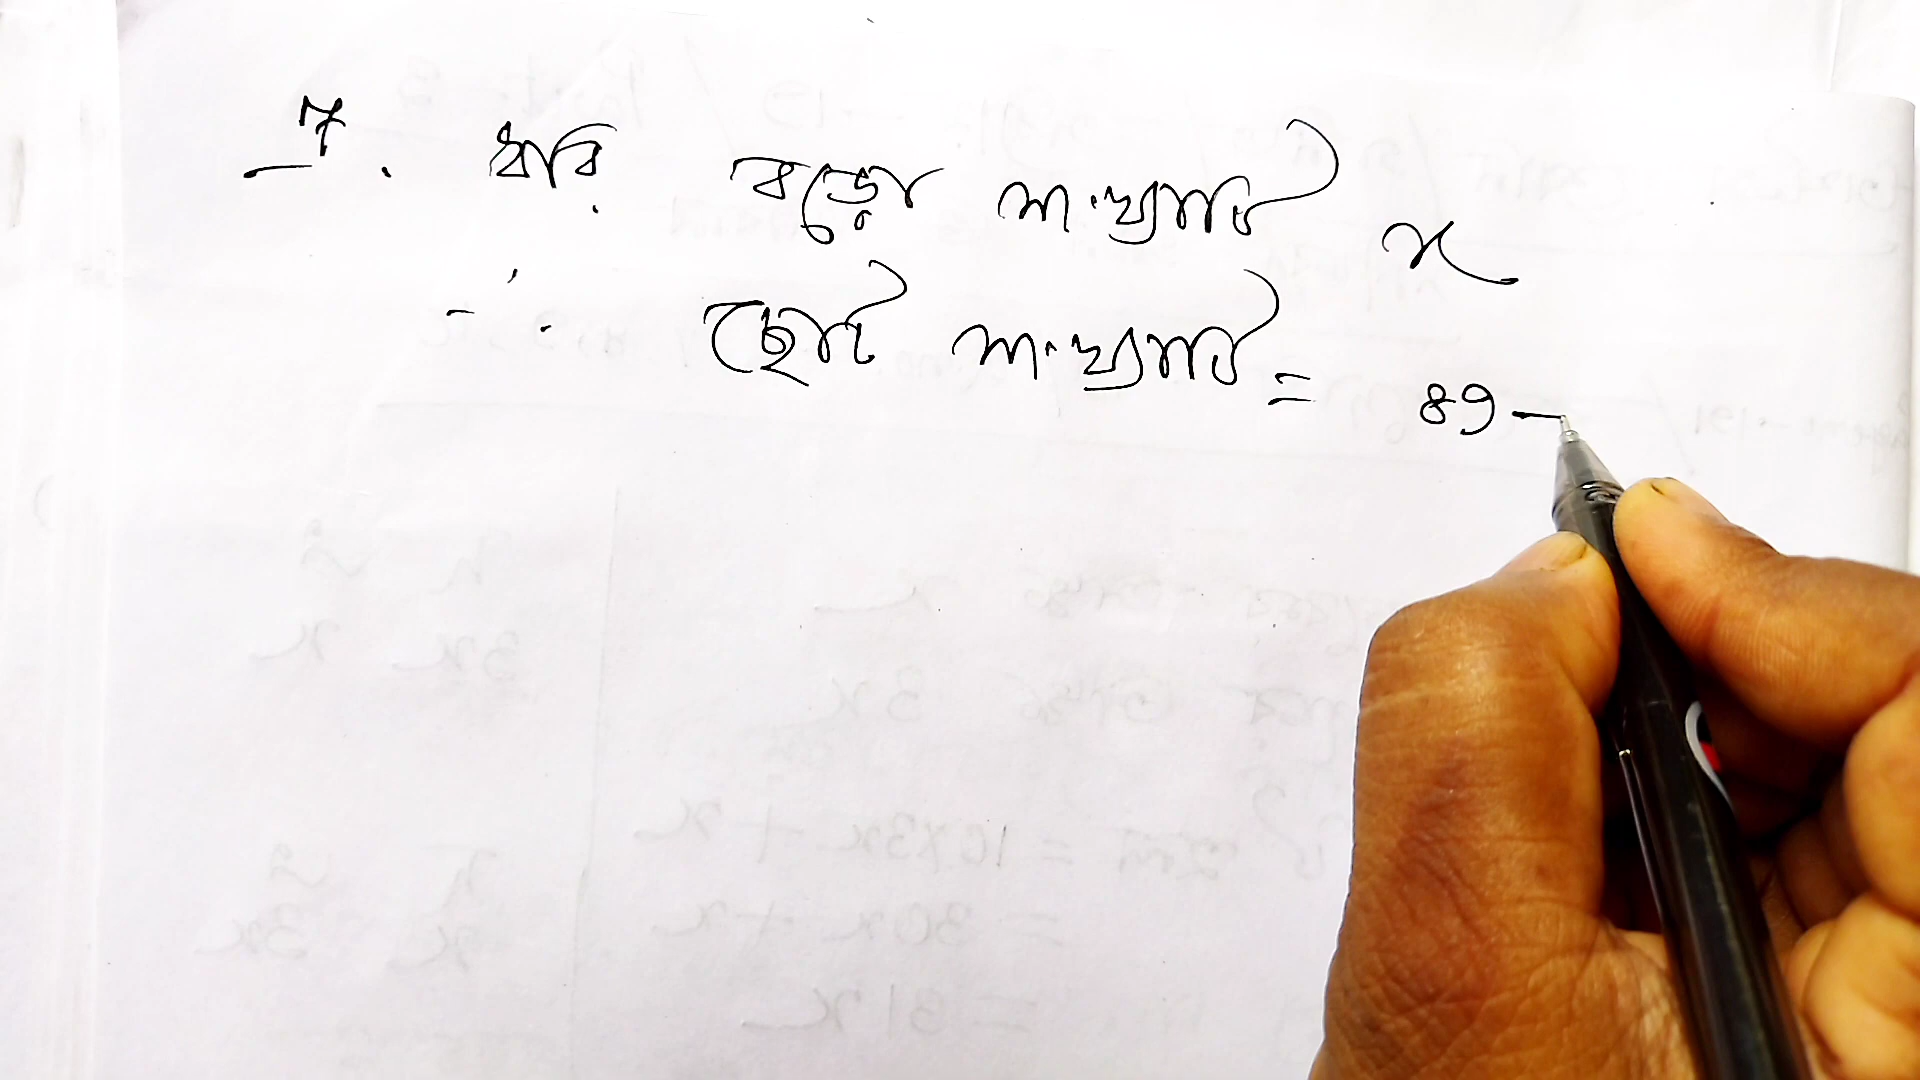 7. ধরি বড়ো সংখ্যাটি x
∴ ছোট সংখ্যাটি = 89 —